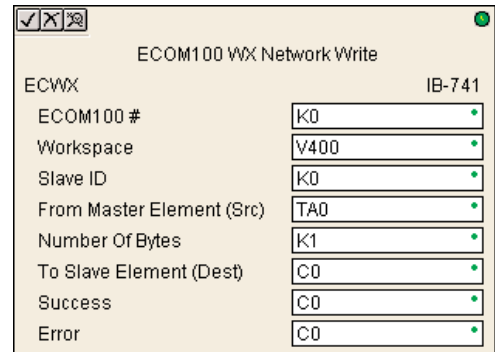 ECOM100 WX Network Write
ECWX IB-741
ECOM100 # K0
Workspace V400
Slave ID K0
From Master Element (Src) TA0
Number Of Bytes K1
To Slave Element (Dest) C0
Success C0
Error C0